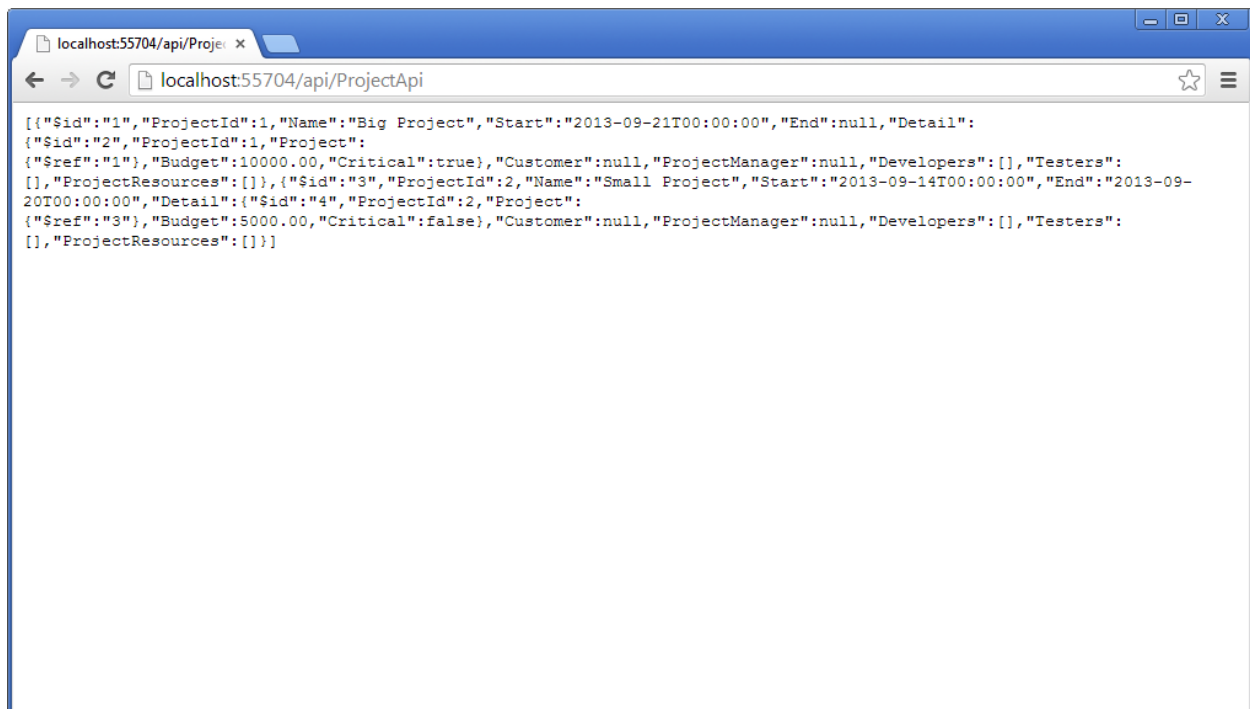 localhost:55704/api/Projec
localhost:55704/api/ProjectApi
[{"$id":"1","ProjectId":1,"Name":"Big Project","Start":"2013-09-21T00:00:00","End":null,"Detail":
{"$id":"2","ProjectId":1,"Project":
{"$ref":"1"},"Budget":10000.00,"Critical":true},"Customer":null,"ProjectManager":null,"Developers":[],"Testers":
[],"ProjectResources":[]},{"$id":"3","ProjectId":2,"Name":"Small Project","Start":"2013-09-14T00:00:00","End":"2013-09-
20T00:00:00","Detail":{"$id":"4","ProjectId":2,"Project":
{"$ref":"3"},"Budget":5000.00,"Critical":false},"Customer":null,"ProjectManager":null,"Developers":[],"Testers":
[],"ProjectResources":[]}]